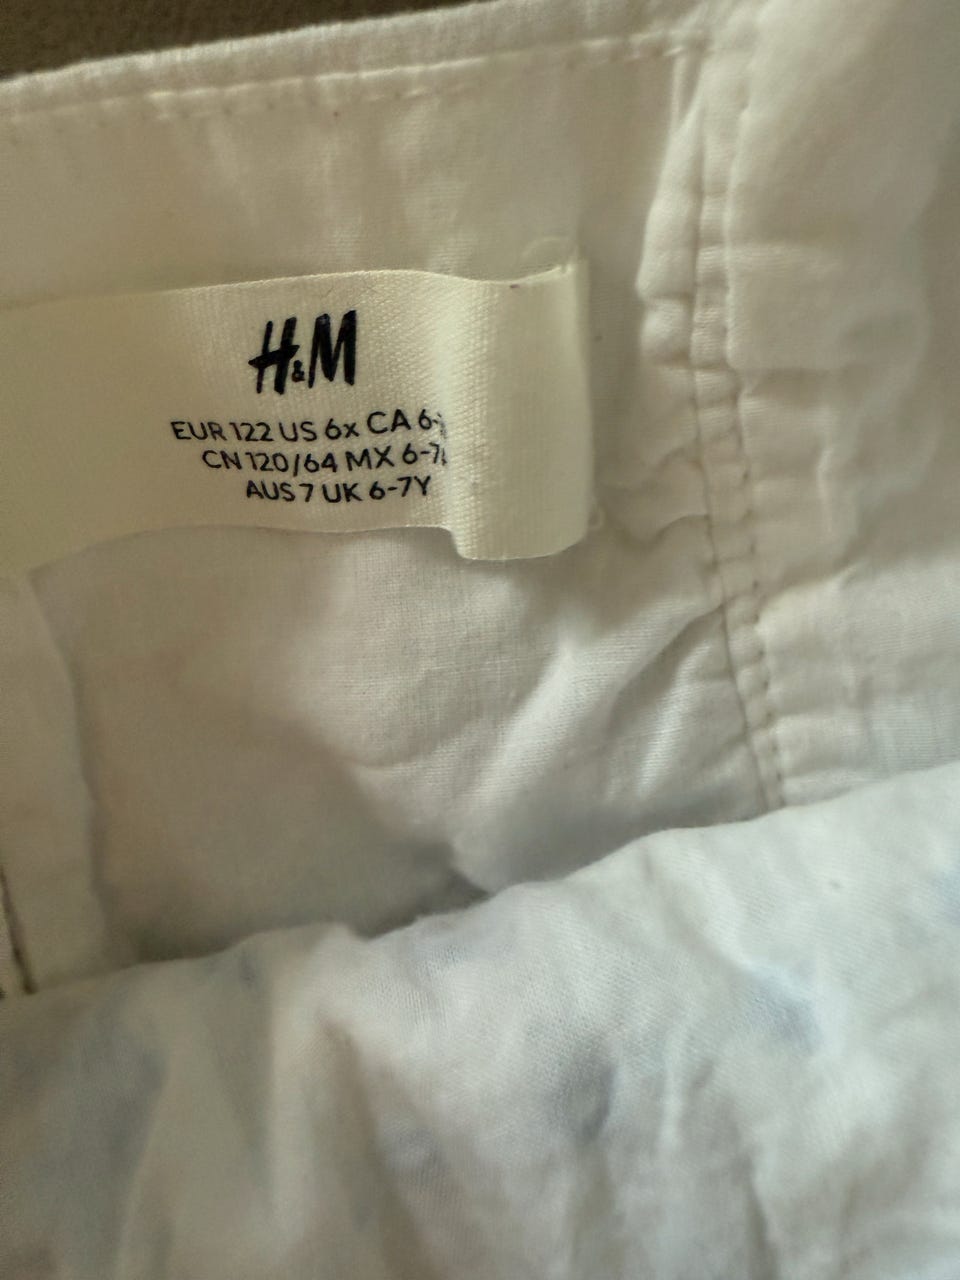 H&M
EUR 122 US 6x CA 6-
CN 120/64 MX 6-7
AUS 7 UK 6-7Y